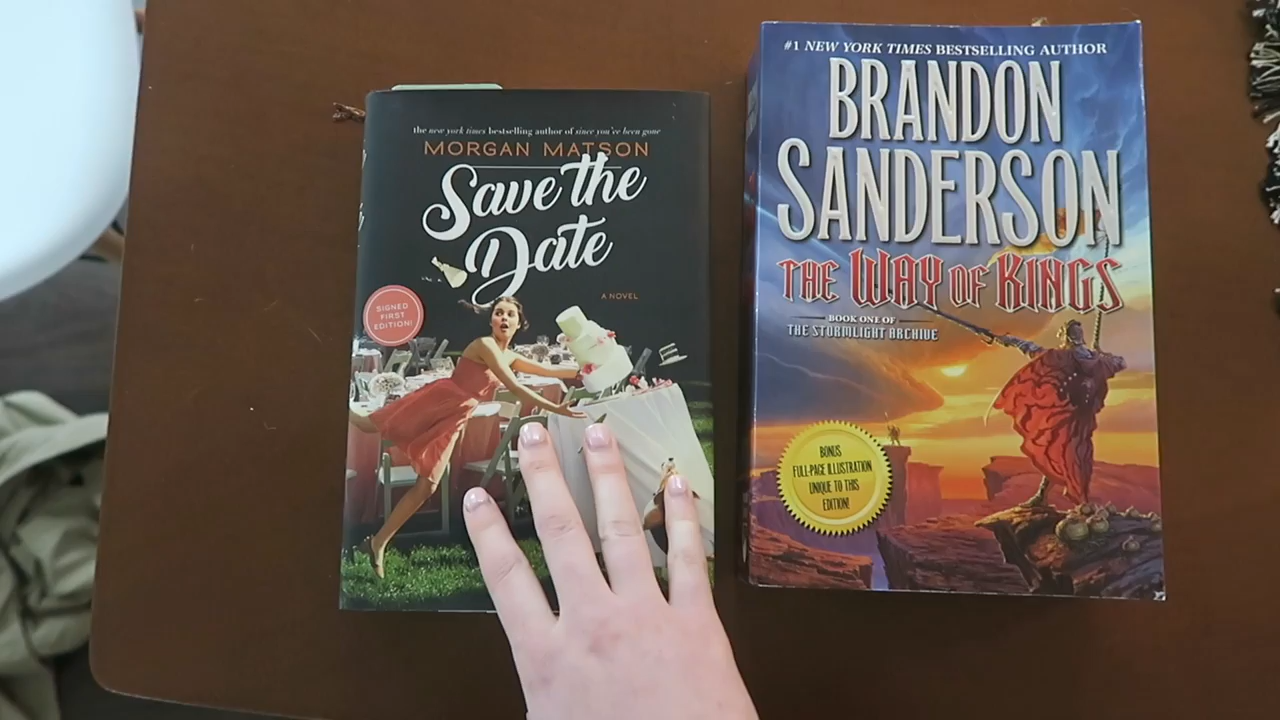 the new york times bestselling author of since you've been gone
MORGAN MATSON
Save the
Date
A NOVEL
SIGNED
FIRST
EDITION!
#1 NEW YORK TIMES BESTSELLING AUTHOR
BRANDON
SANDERSON
THE WAY OF KINGS
BOOK ONE OF
THE STORMLIGHT ARCHIVE
BONUS
FULL-PAGE ILLUSTRATION
UNIQUE TO THIS
EDITION!